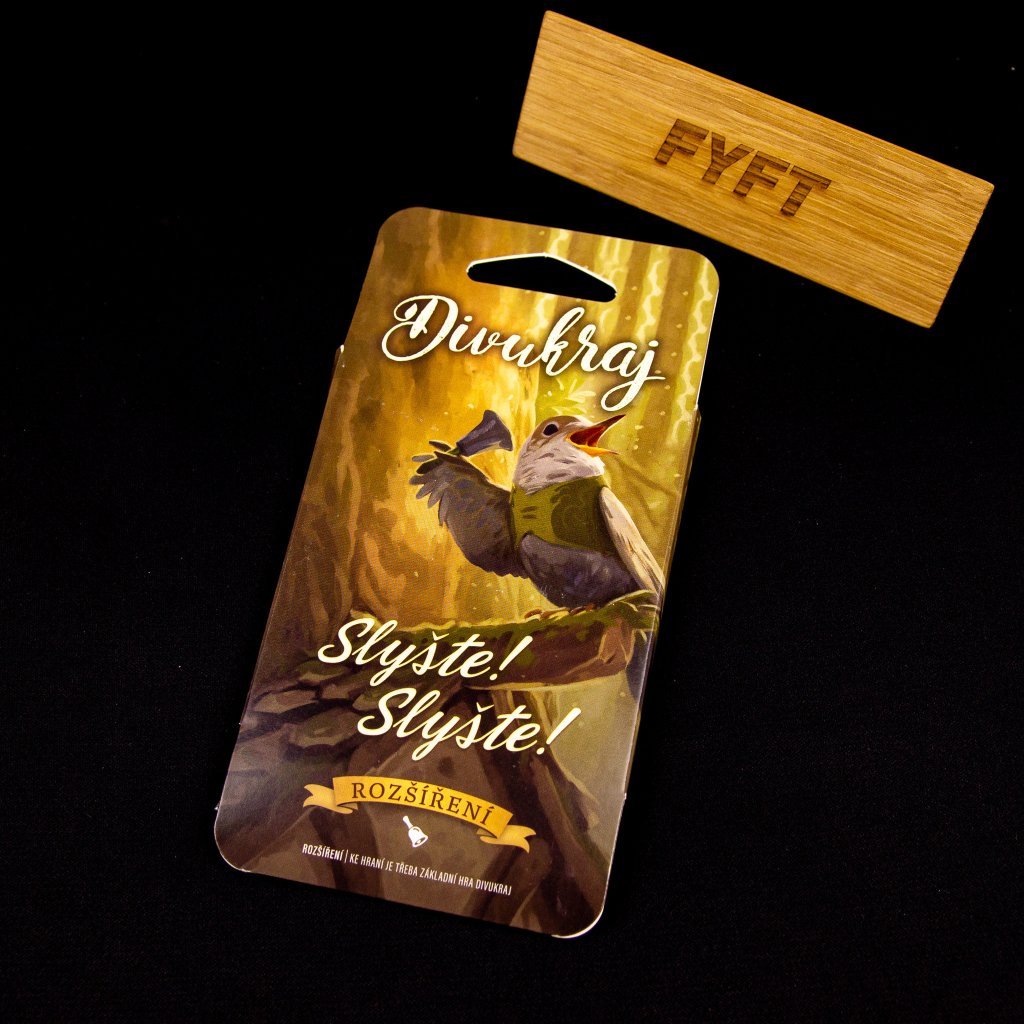 FYFT
Divukraj
Slyšte!
Slyšte!
ROZŠÍŘENÍ
ROZŠÍŘENÍ | KE HRANÍ JE TŘEBA ZÁKLADNÍ HRA DIVUKRAJ